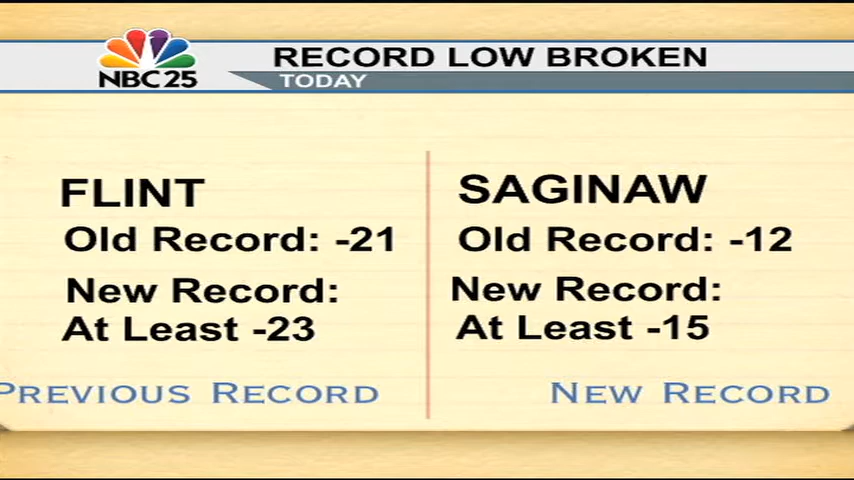 NBC25
RECORD LOW BROKEN
TODAY
FLINT
Old Record: -21
New Record:
At Least -23
SAGINAW
Old Record: -12
New Record:
At Least -15
PREVIOUS RECORD
NEW RECORD